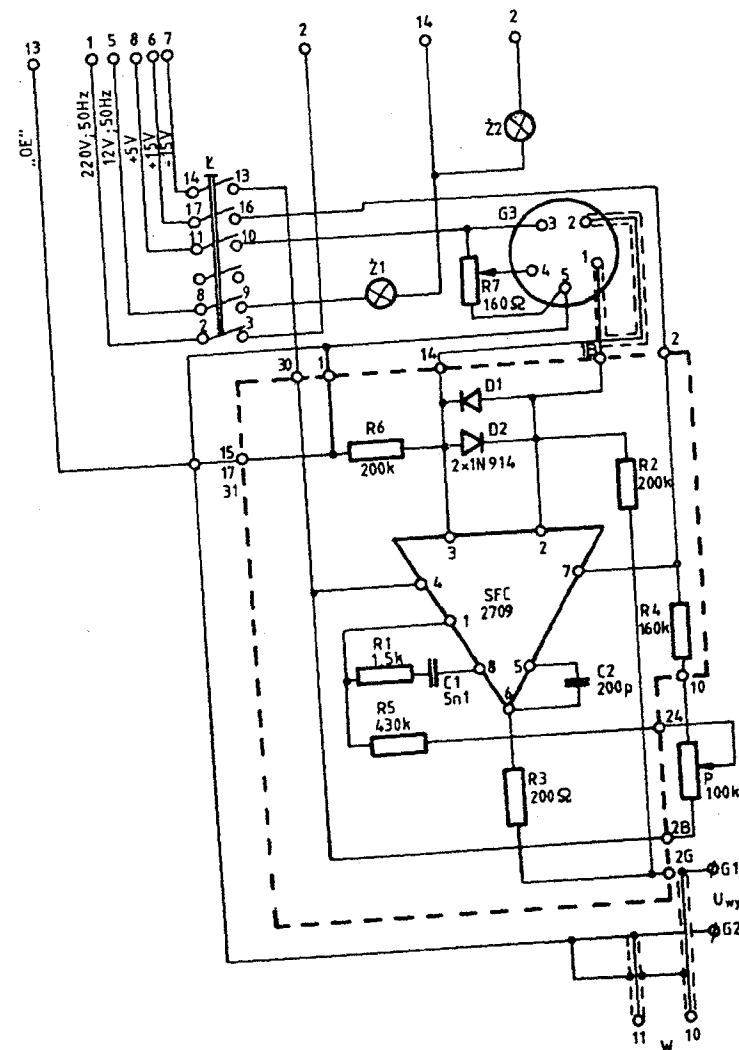 13
1
5
8
6
7
2
14
2
„OE"
220V; 50Hz
12V; 50Hz
+5V
+15V
-15V
Ł
Ż2
14
13
17
16
11
10
8
9
2
3
Ż1
G3
3
2
1
4
5
R7
160Ω
30
1
14
1B
2
D1
D2
2x1N914
R6
200k
15
17
31
R2
200k
3
2
4
7
SFC
2709
1
R4
160k
R1
1.5k
8
5
C1
5n1
C2
200p
6
10
R5
430k
24
P
100k
R3
200Ω
2B
2G
G1
Uwy
G2
11
10
W